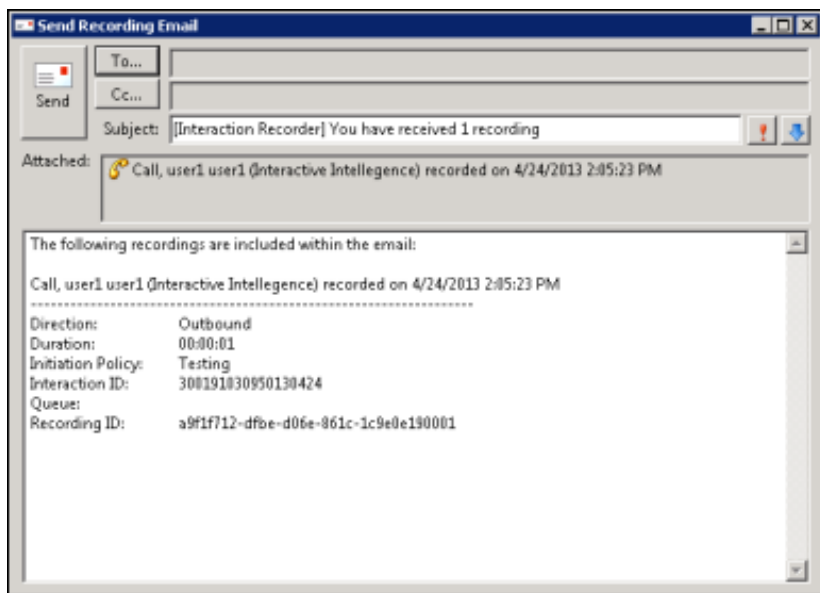 Send Recording Email
To...
Cc...
Send
Subject: [Interaction Recorder] You have received 1 recording
Attached: Call, user1 user1 (Interactive Intellegence) recorded on 4/24/2013 2:05:23 PM
The following recordings are included within the email:
Call, user1 user1 (Interactive Intellegence) recorded on 4/24/2013 2:05:23 PM
--------------------------------------------------------------------
Direction: Outbound
Duration: 00:00:01
Initiation Policy: Testing
Interaction ID: 300191030950130424
Queue:
Recording ID: a9f1f712-dfbe-d06e-861c-1c9e0e190001